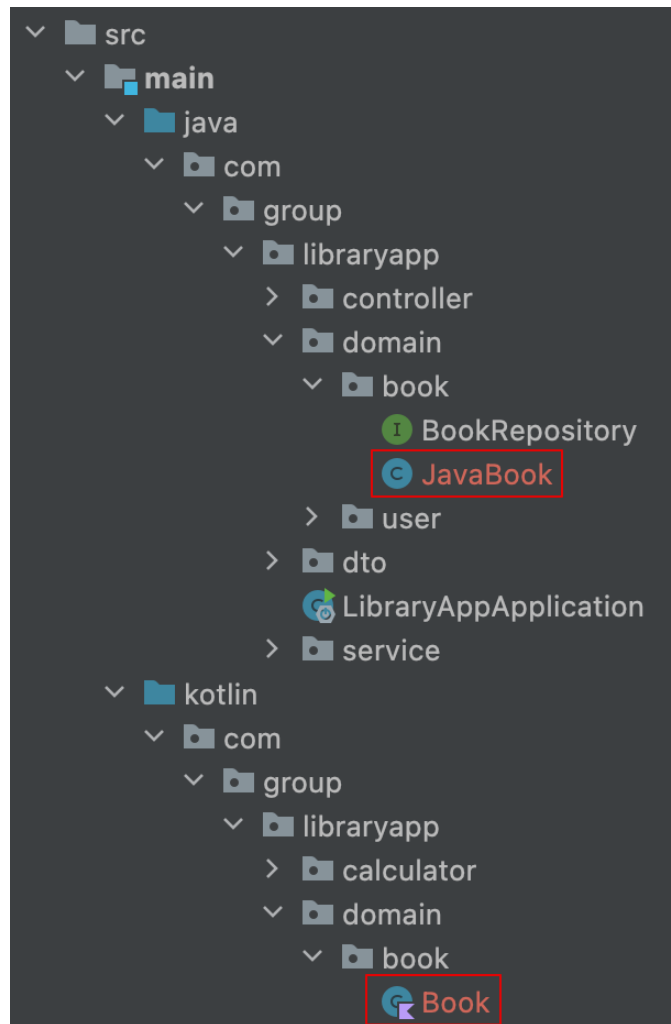 src
main
java
com
group
libraryapp
controller
domain
book
I BookRepository
C JavaBook
user
dto
LibraryAppApplication
service
kotlin
com
group
libraryapp
calculator
domain
book
C Book